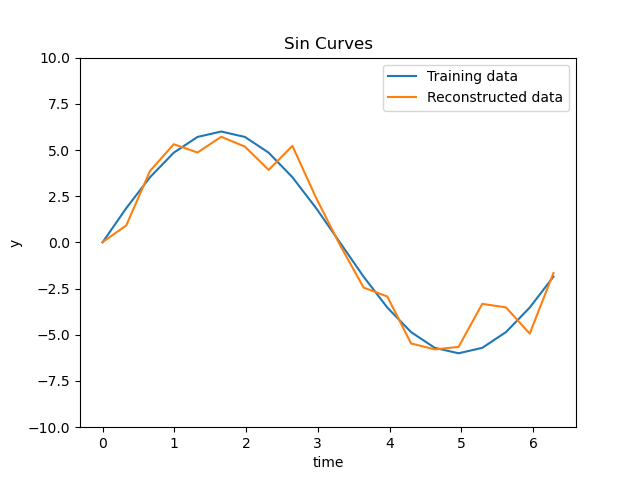 Sin Curves
Training data
Reconstructed data
10.0
7.5
5.0
2.5
0.0
−2.5
−5.0
−7.5
−10.0
y
0 1 2 3 4 5 6
time